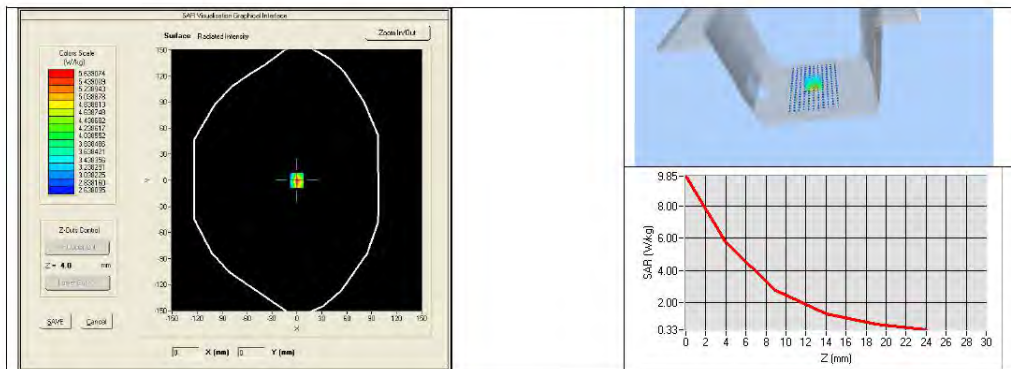 SAR Visualisation Graphical Interface
Surface Radiated Intensity
Zoom In/Out
Colors Scale
(W/kg)
5.639074
5.439009
5.238943
5.038878
4.838813
4.638748
4.438682
4.238617
4.038552
3.838486
3.638421
3.438356
3.238291
3.038225
2.838160
2.638095
Z-Cuts Control
Z = 4.0 mm
SAVE Cancel
150
120
90
60
30
0
-30
-60
-90
-120
-150
Y
-150 -120 -90 -60 -30 0 30 60 90 120 150
X
0 X (mm) 0 Y (mm)
9.85
8.00
6.00
4.00
2.00
0.33
SAR (W/kg)
0 2 4 6 8 10 12 14 16 18 20 22 24 26 28 30
Z (mm)